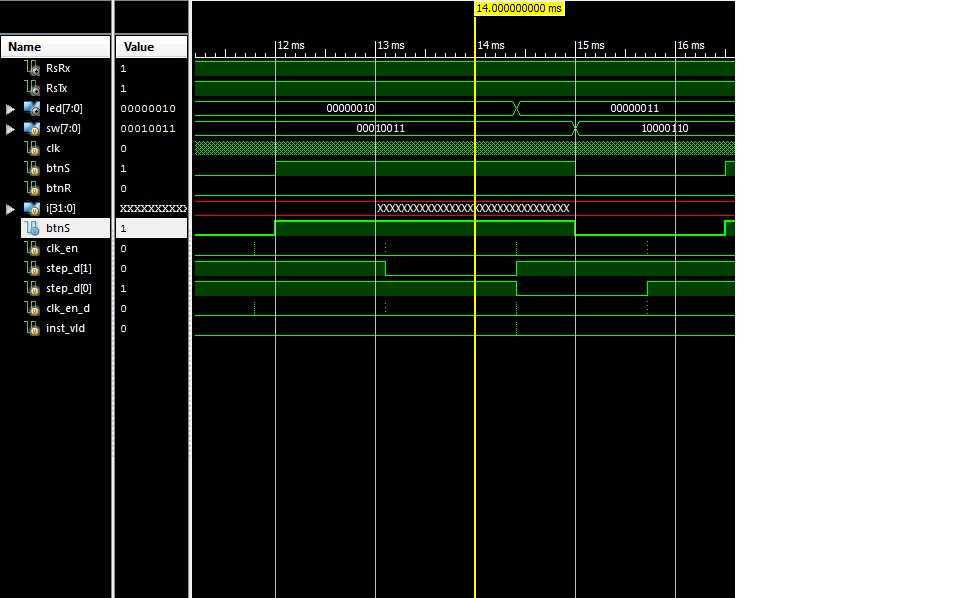 14.000000000 ms
Name Value 12 ms 13 ms 14 ms 15 ms 16 ms
RsRx 1
RsTx 1
led[7:0] 00000010 00000010 00000011
sw[7:0] 00010011 00010011 10000110
clk 0
btnS 1
btnR 0
i[31:0] XXXXXXXXXX XXXXXXXXXXXXXXXXXXXXXXXXXXXXXXXX
btnS 1
clk_en 0
step_d[1] 0
step_d[0] 1
clk_en_d 0
inst_vld 0